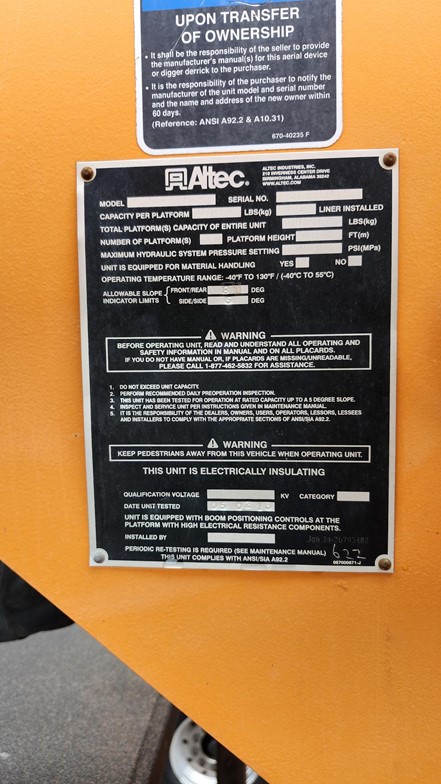 UPON TRANSFER
OF OWNERSHIP
• It shall be the responsibility of the seller to provide
the manufacturer's manual(s) for this aerial device
or digger derrick to the purchaser.
• It is the responsibility of the purchaser to notify the
manufacturer of the unit model and serial number
and the name and address of the new owner within
60 days.
(Reference: ANSI A92.2 & A10.31)
670-40235 F
Altec®
ALTEC INDUSTRIES, INC.
210 INVERNESS CENTER DRIVE
BIRMINGHAM, ALABAMA 35242
WWW.ALTEC.COM
MODEL SERIAL NO.
CAPACITY PER PLATFORM LBS(kg) LINER INSTALLED
TOTAL PLATFORM(S) CAPACITY OF ENTIRE UNIT LBS(kg)
NUMBER OF PLATFORM(S) PLATFORM HEIGHT FT(m)
MAXIMUM HYDRAULIC SYSTEM PRESSURE SETTING PSI(MPa)
UNIT IS EQUIPPED FOR MATERIAL HANDLING YES NO
OPERATING TEMPERATURE RANGE: -40°F TO 130°F / (-40°C TO 55°C)
ALLOWABLE SLOPE FRONT/REAR 5 DEG
INDICATOR LIMITS SIDE/SIDE 5 DEG
WARNING
BEFORE OPERATING UNIT, READ AND UNDERSTAND ALL OPERATING AND
SAFETY INFORMATION IN MANUAL AND ON ALL PLACARDS.
IF YOU DO NOT HAVE MANUAL OR, IF PLACARDS ARE MISSING/UNREADABLE,
PLEASE CALL 1-877-462-5832 FOR ASSISTANCE.
1. DO NOT EXCEED UNIT CAPACITY.
2. PERFORM RECOMMENDED DAILY PREOPERATION INSPECTION.
3. THIS UNIT HAS BEEN TESTED FOR OPERATION AT RATED CAPACITY UP TO A 5 DEGREE SLOPE.
4. INSPECT AND SERVICE UNIT PER INSTRUCTIONS GIVEN IN MAINTENANCE MANUAL.
5. IT IS THE RESPONSIBILITY OF THE DEALERS, OWNERS, USERS, OPERATORS, LESSORS, LESSEES
AND INSTALLERS TO COMPLY WITH THE APPROPRIATE SECTIONS OF ANSI/SIA A92.2.
WARNING
KEEP PEDESTRIANS AWAY FROM THIS VEHICLE WHEN OPERATING UNIT.
THIS UNIT IS ELECTRICALLY INSULATING
QUALIFICATION VOLTAGE KV CATEGORY
DATE UNIT TESTED
UNIT IS EQUIPPED WITH BOOM POSITIONING CONTROLS AT THE
PLATFORM WITH HIGH ELECTRICAL RESISTANCE COMPONENTS.
INSTALLED BY
PERIODIC RE-TESTING IS REQUIRED (SEE MAINTENANCE MANUAL) 622
THIS UNIT COMPLIES WITH ANSI/SIA A92.2
067000671-J